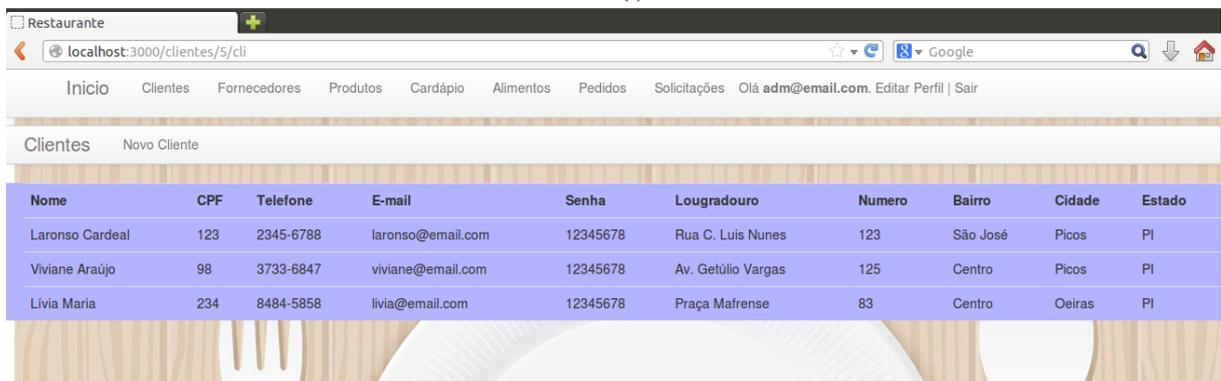 Restaurante
localhost:3000/clientes/5/cli Google
Inicio Clientes Fornecedores Produtos Cardápio Alimentos Pedidos Solicitações Olá adm@email.com. Editar Perfil | Sair
Clientes Novo Cliente
Nome CPF Telefone E-mail Senha Lougradouro Numero Bairro Cidade Estado
Laronso Cardeal 123 2345-6788 laronso@email.com 12345678 Rua C. Luis Nunes 123 São José Picos PI
Viviane Araújo 98 3733-6847 viviane@email.com 12345678 Av. Getúlio Vargas 125 Centro Picos PI
Lívia Maria 234 8484-5858 livia@email.com 12345678 Praça Mafrense 83 Centro Oeiras PI